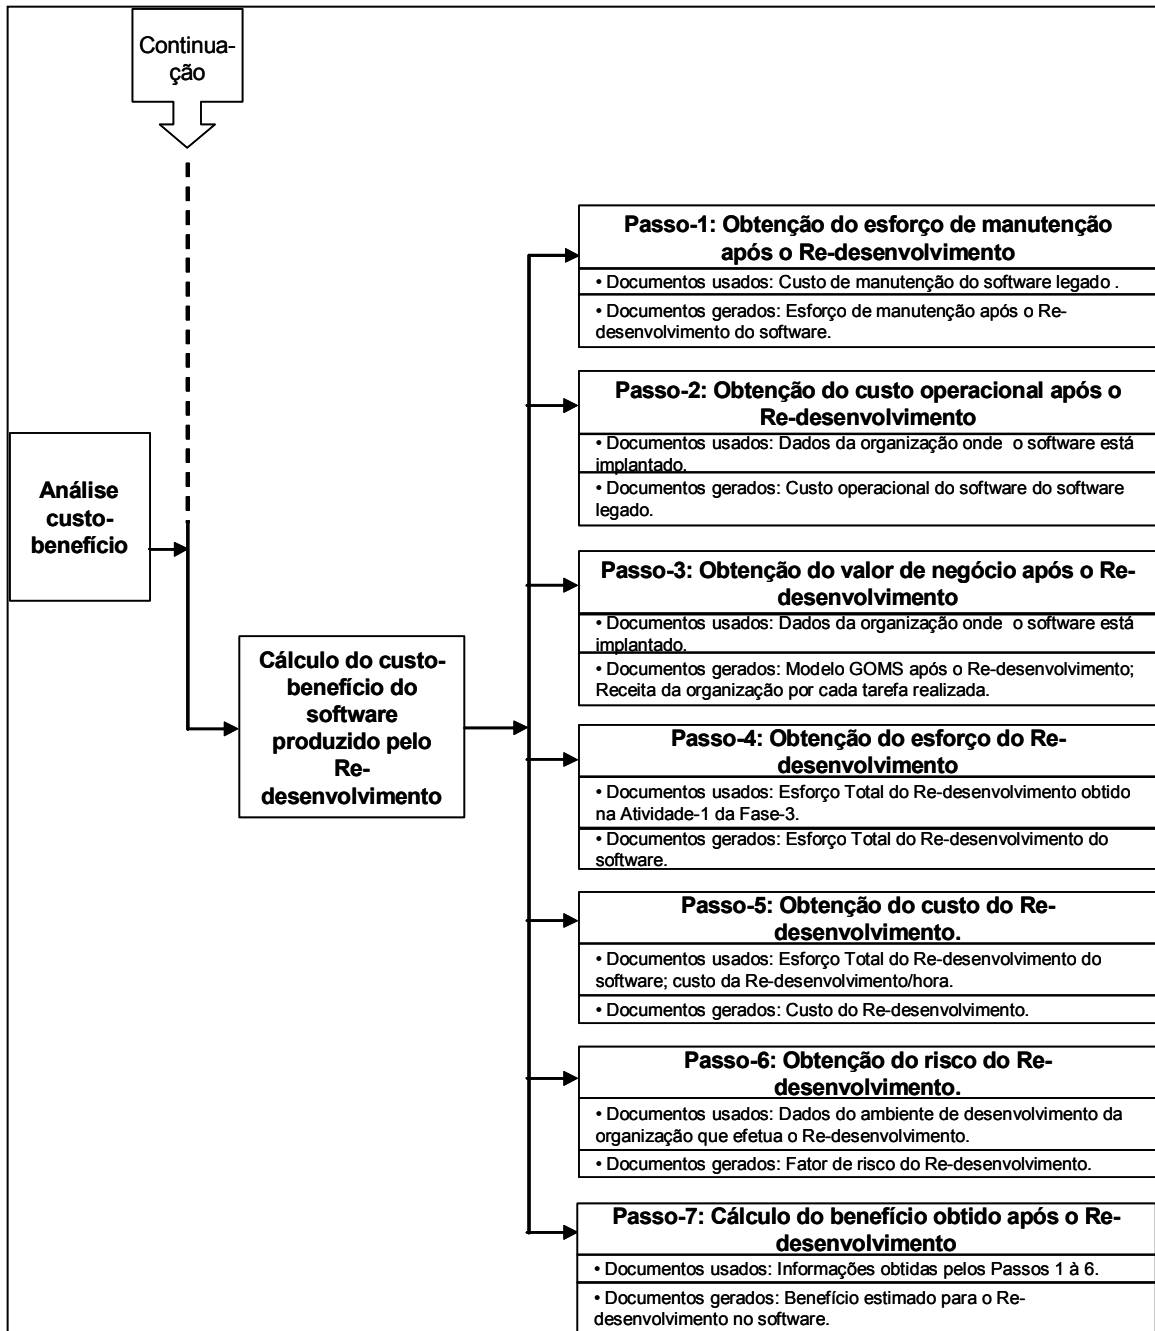 Continua-
ção
Análise
custo-
benefício
Cálculo do custo-
benefício do
software
produzido pelo
Re-
desenvolvimento
Passo-1: Obtenção do esforço de manutenção
após o Re-desenvolvimento
• Documentos usados: Custo de manutenção do software legado .
• Documentos gerados: Esforço de manutenção após o Re-
desenvolvimento do software.
Passo-2: Obtenção do custo operacional após o
Re-desenvolvimento
• Documentos usados: Dados da organização onde o software está
implantado.
• Documentos gerados: Custo operacional do software do software
legado.
Passo-3: Obtenção do valor de negócio após o Re-
desenvolvimento
• Documentos usados: Dados da organização onde o software está
implantado.
• Documentos gerados: Modelo GOMS após o Re-desenvolvimento;
Receita da organização por cada tarefa realizada.
Passo-4: Obtenção do esforço do Re-
desenvolvimento
• Documentos usados: Esforço Total do Re-desenvolvimento obtido
na Atividade-1 da Fase-3.
• Documentos gerados: Esforço Total do Re-desenvolvimento do
software.
Passo-5: Obtenção do custo do Re-
desenvolvimento.
• Documentos usados: Esforço Total do Re-desenvolvimento do
software; custo da Re-desenvolvimento/hora.
• Documentos gerados: Custo do Re-desenvolvimento.
Passo-6: Obtenção do risco do Re-
desenvolvimento.
• Documentos usados: Dados do ambiente de desenvolvimento da
organização que efetua o Re-desenvolvimento.
• Documentos gerados: Fator de risco do Re-desenvolvimento.
Passo-7: Cálculo do benefício obtido após o Re-
desenvolvimento
• Documentos usados: Informações obtidas pelos Passos 1 à 6.
• Documentos gerados: Benefício estimado para o Re-
desenvolvimento no software.